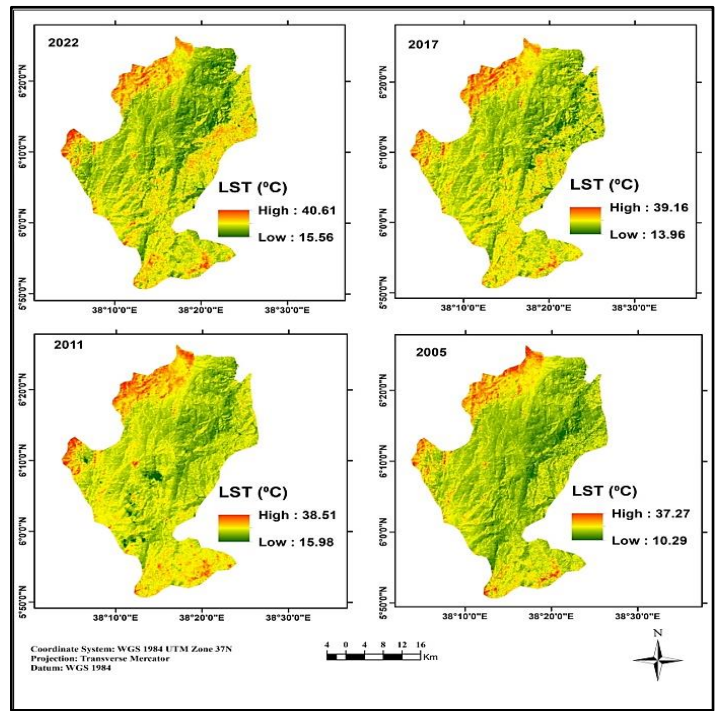 2022
6°20'0"N
6°10'0"N
6°0'0"N
5°50'0"N
LST (ºC)
High : 40.61
Low : 15.56
38°10'0"E 38°20'0"E 38°30'0"E
2017
6°20'0"N
6°10'0"N
6°0'0"N
5°50'0"N
LST (ºC)
High : 39.16
Low : 13.96
38°10'0"E 38°20'0"E 38°30'0"E
2011
6°20'0"N
6°10'0"N
6°0'0"N
5°50'0"N
LST (ºC)
High : 38.51
Low : 15.98
38°10'0"E 38°20'0"E 38°30'0"E
2005
6°20'0"N
6°10'0"N
6°0'0"N
5°50'0"N
LST (ºC)
High : 37.27
Low : 10.29
38°10'0"E 38°20'0"E 38°30'0"E
Coordinate System: WGS 1984 UTM Zone 37N
Projection: Transverse Mercator
Datum: WGS 1984
4 0 4 8 12 16
Km
N